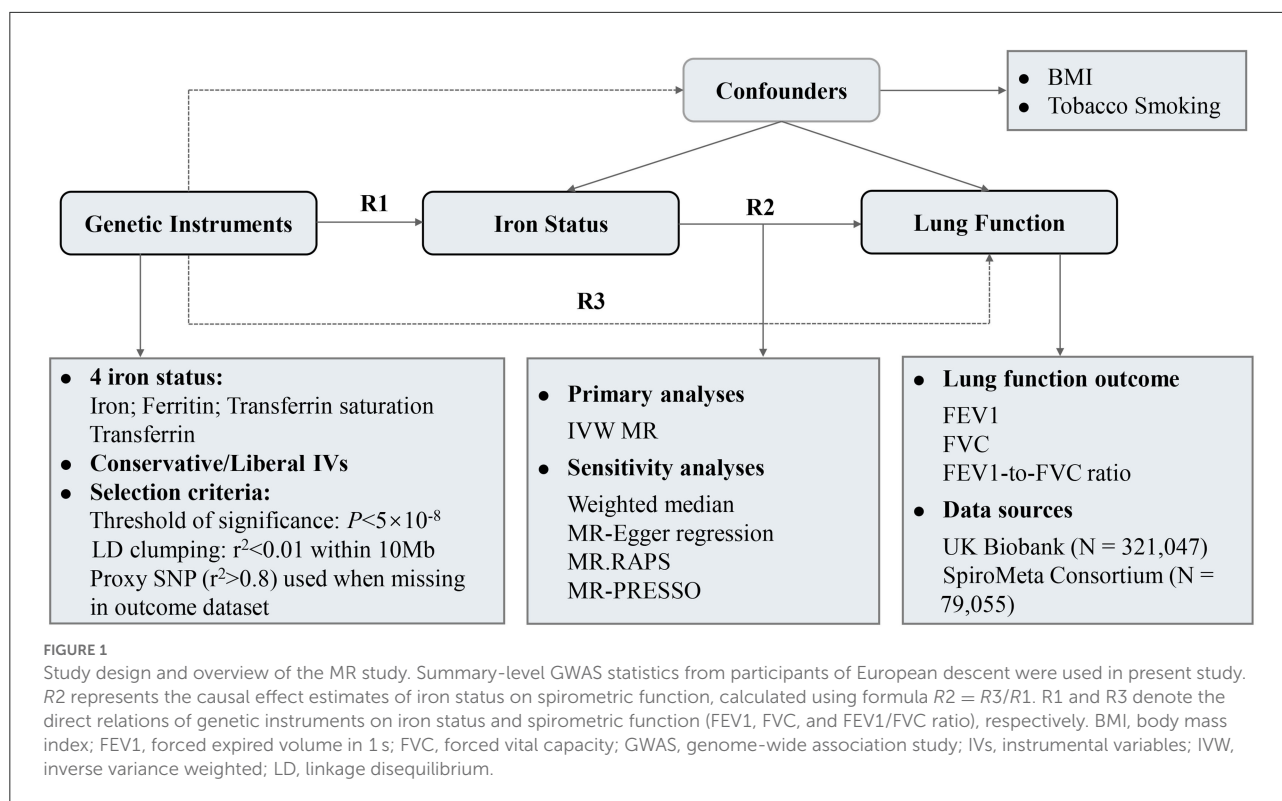 Confounders
● BMI
● Tobacco Smoking
Genetic Instruments
R1
Iron Status
R2
Lung Function
R3
● 4 iron status:
Iron; Ferritin; Transferrin saturation
Transferrin
● Conservative/Liberal IVs
● Selection criteria:
Threshold of significance: P<5×10⁻⁸
LD clumping: r²<0.01 within 10Mb
Proxy SNP (r²>0.8) used when missing
in outcome dataset
● Primary analyses
IVW MR
● Sensitivity analyses
Weighted median
MR-Egger regression
MR.RAPS
MR-PRESSO
● Lung function outcome
FEV1
FVC
FEV1-to-FVC ratio
● Data sources
UK Biobank (N = 321,047)
SpiroMeta Consortium (N =
79,055)
FIGURE 1
Study design and overview of the MR study. Summary-level GWAS statistics from participants of European descent were used in present study.
R2 represents the causal effect estimates of iron status on spirometric function, calculated using formula R2 = R3/R1. R1 and R3 denote the
direct relations of genetic instruments on iron status and spirometric function (FEV1, FVC, and FEV1/FVC ratio), respectively. BMI, body mass
index; FEV1, forced expired volume in 1 s; FVC, forced vital capacity; GWAS, genome-wide association study; IVs, instrumental variables; IVW,
inverse variance weighted; LD, linkage disequilibrium.